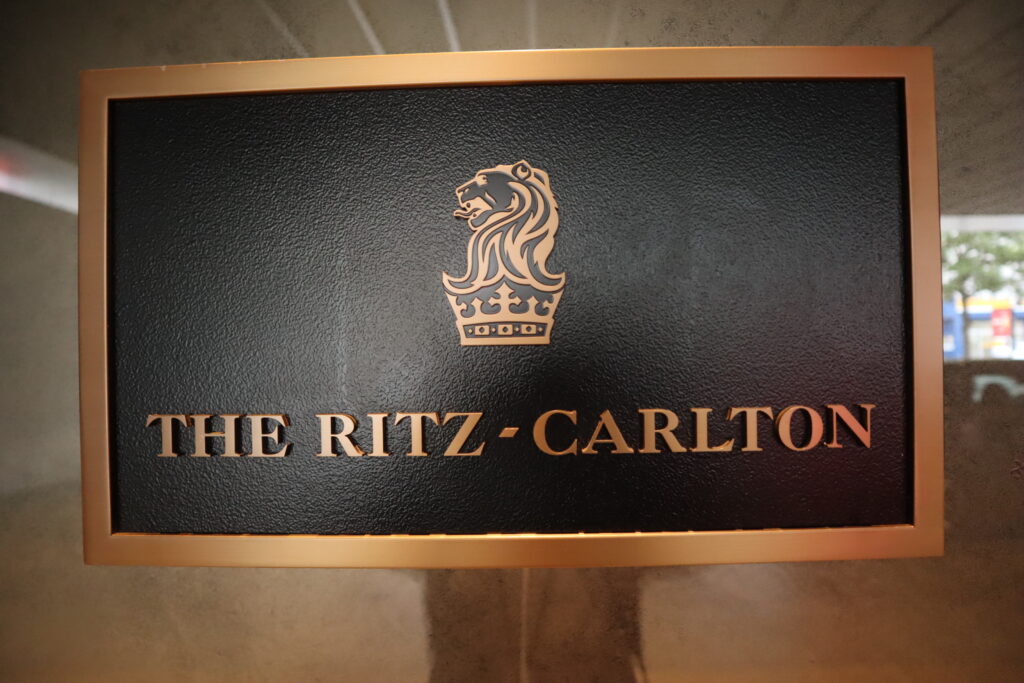 THE RITZ - CARLTON